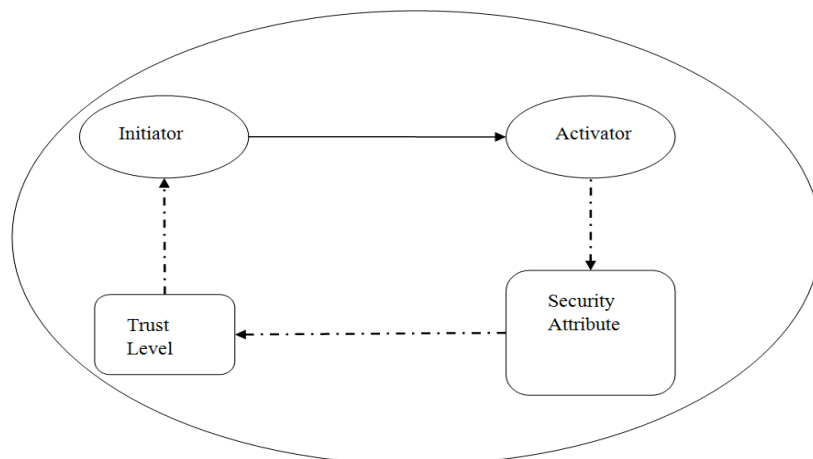 Initiator
Activator
Security
Attribute
Trust
Level